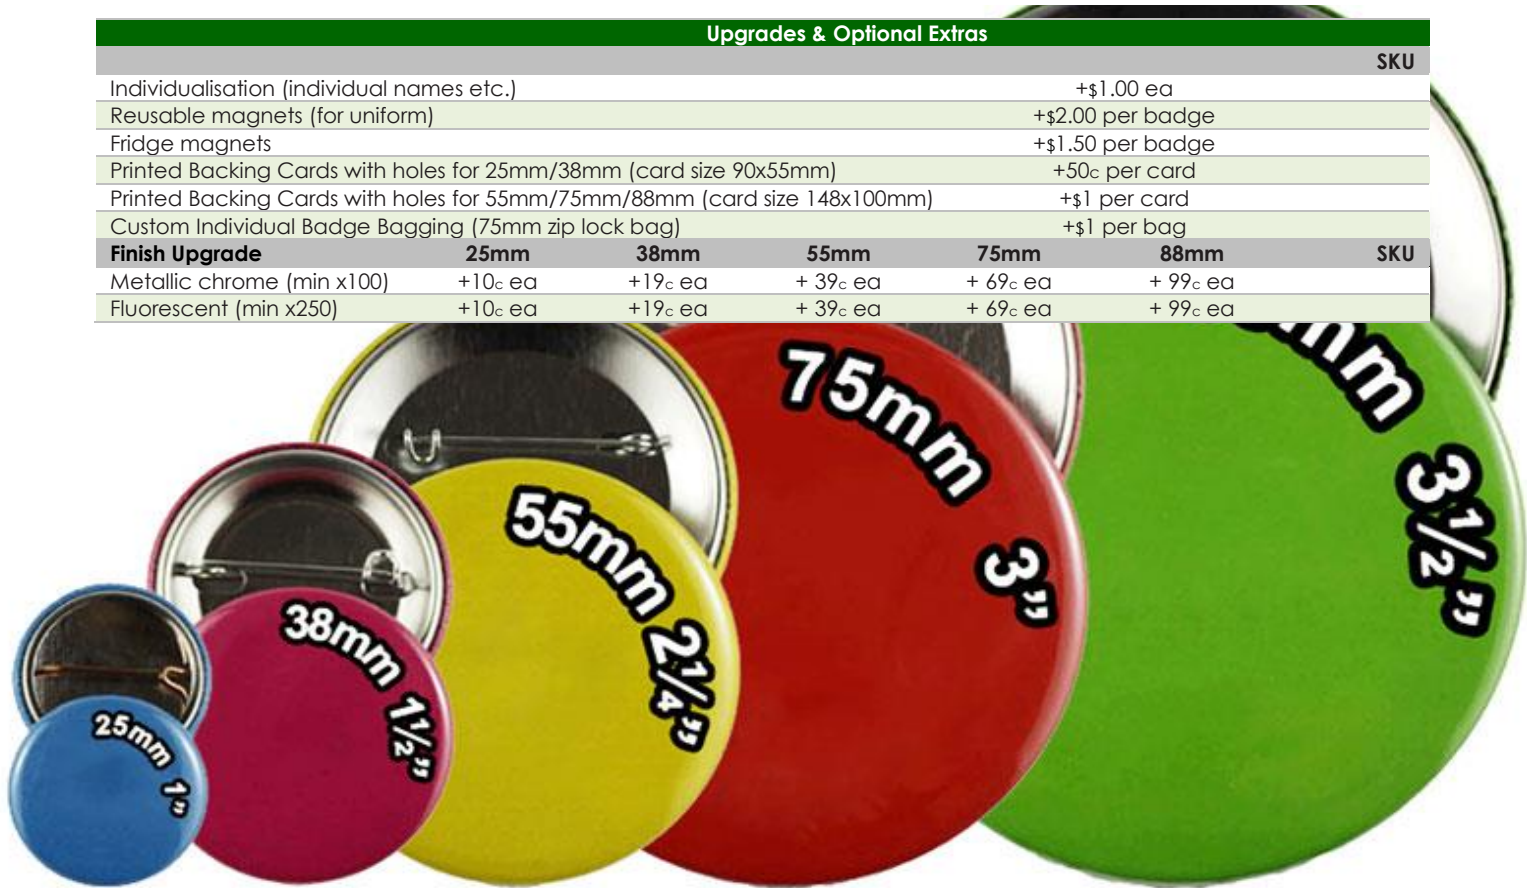 Upgrades & Optional Extras
SKU
Individualisation (individual names etc.) +$1.00 ea
Reusable magnets (for uniform) +$2.00 per badge
Fridge magnets +$1.50 per badge
Printed Backing Cards with holes for 25mm/38mm (card size 90x55mm) +50c per card
Printed Backing Cards with holes for 55mm/75mm/88mm (card size 148x100mm) +$1 per card
Custom Individual Badge Bagging (75mm zip lock bag) +$1 per bag
Finish Upgrade 25mm 38mm 55mm 75mm 88mm SKU
Metallic chrome (min x100) +10c ea +19c ea + 39c ea + 69c ea + 99c ea
Fluorescent (min x250) +10c ea +19c ea + 39c ea + 69c ea + 99c ea
25mm 1”
38mm 1½”
55mm 2¼”
75mm 3”
mm 3½”